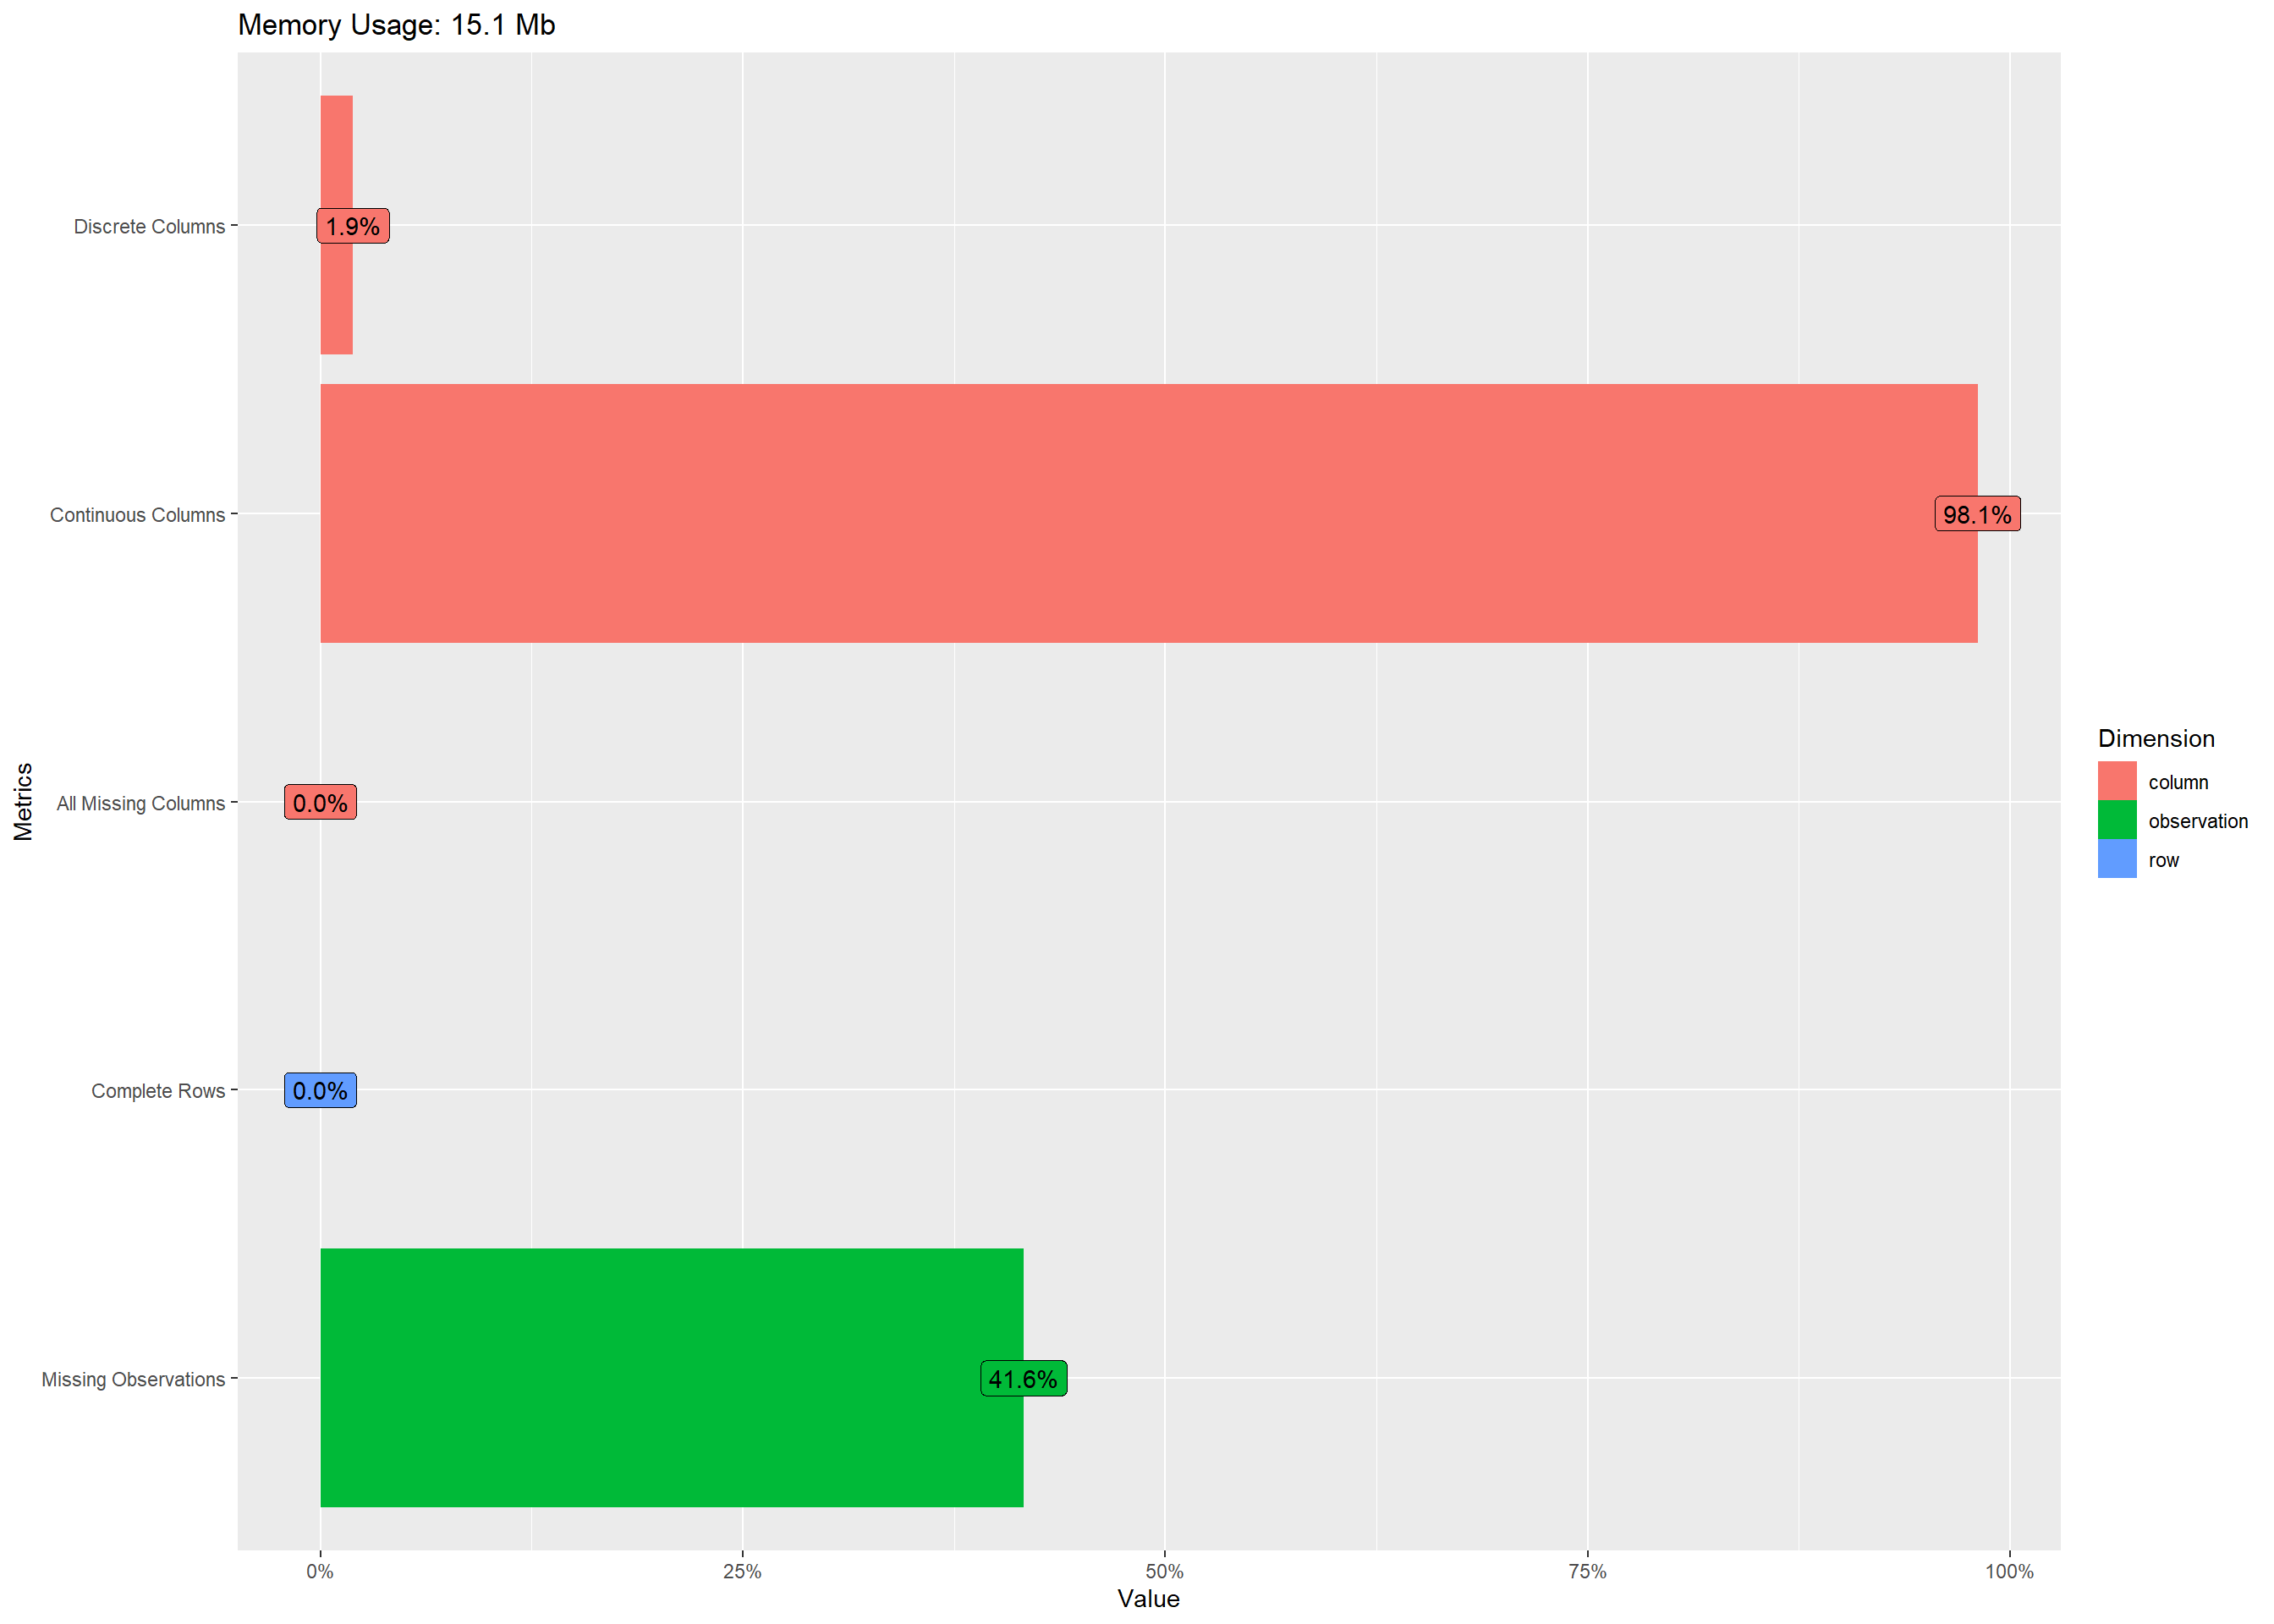 Memory Usage: 15.1 Mb
Metrics
Discrete Columns
1.9%
Continuous Columns
98.1%
All Missing Columns
0.0%
Complete Rows
0.0%
Missing Observations
41.6%
0% 25% 50% 75% 100%
Value
Dimension
column
observation
row